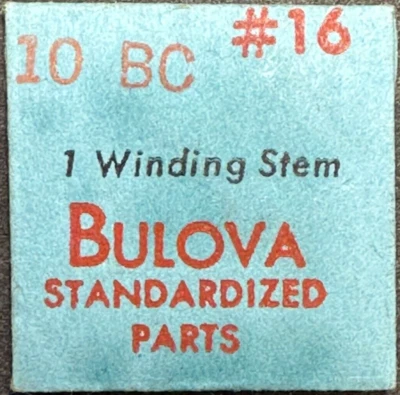 #16
10 BC
1 Winding Stem
BULOVA
STANDARDIZED
PARTS